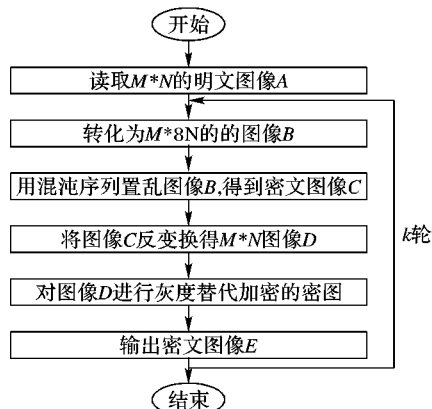 开始
读取M*N的明文图像A
转化为M*8N的的图像B
用混沌序列置乱图像B,得到密文图像C
将图像C反变换得M*N图像D
k轮
对图像D进行灰度替代加密的密图
输出密文图像E
结束